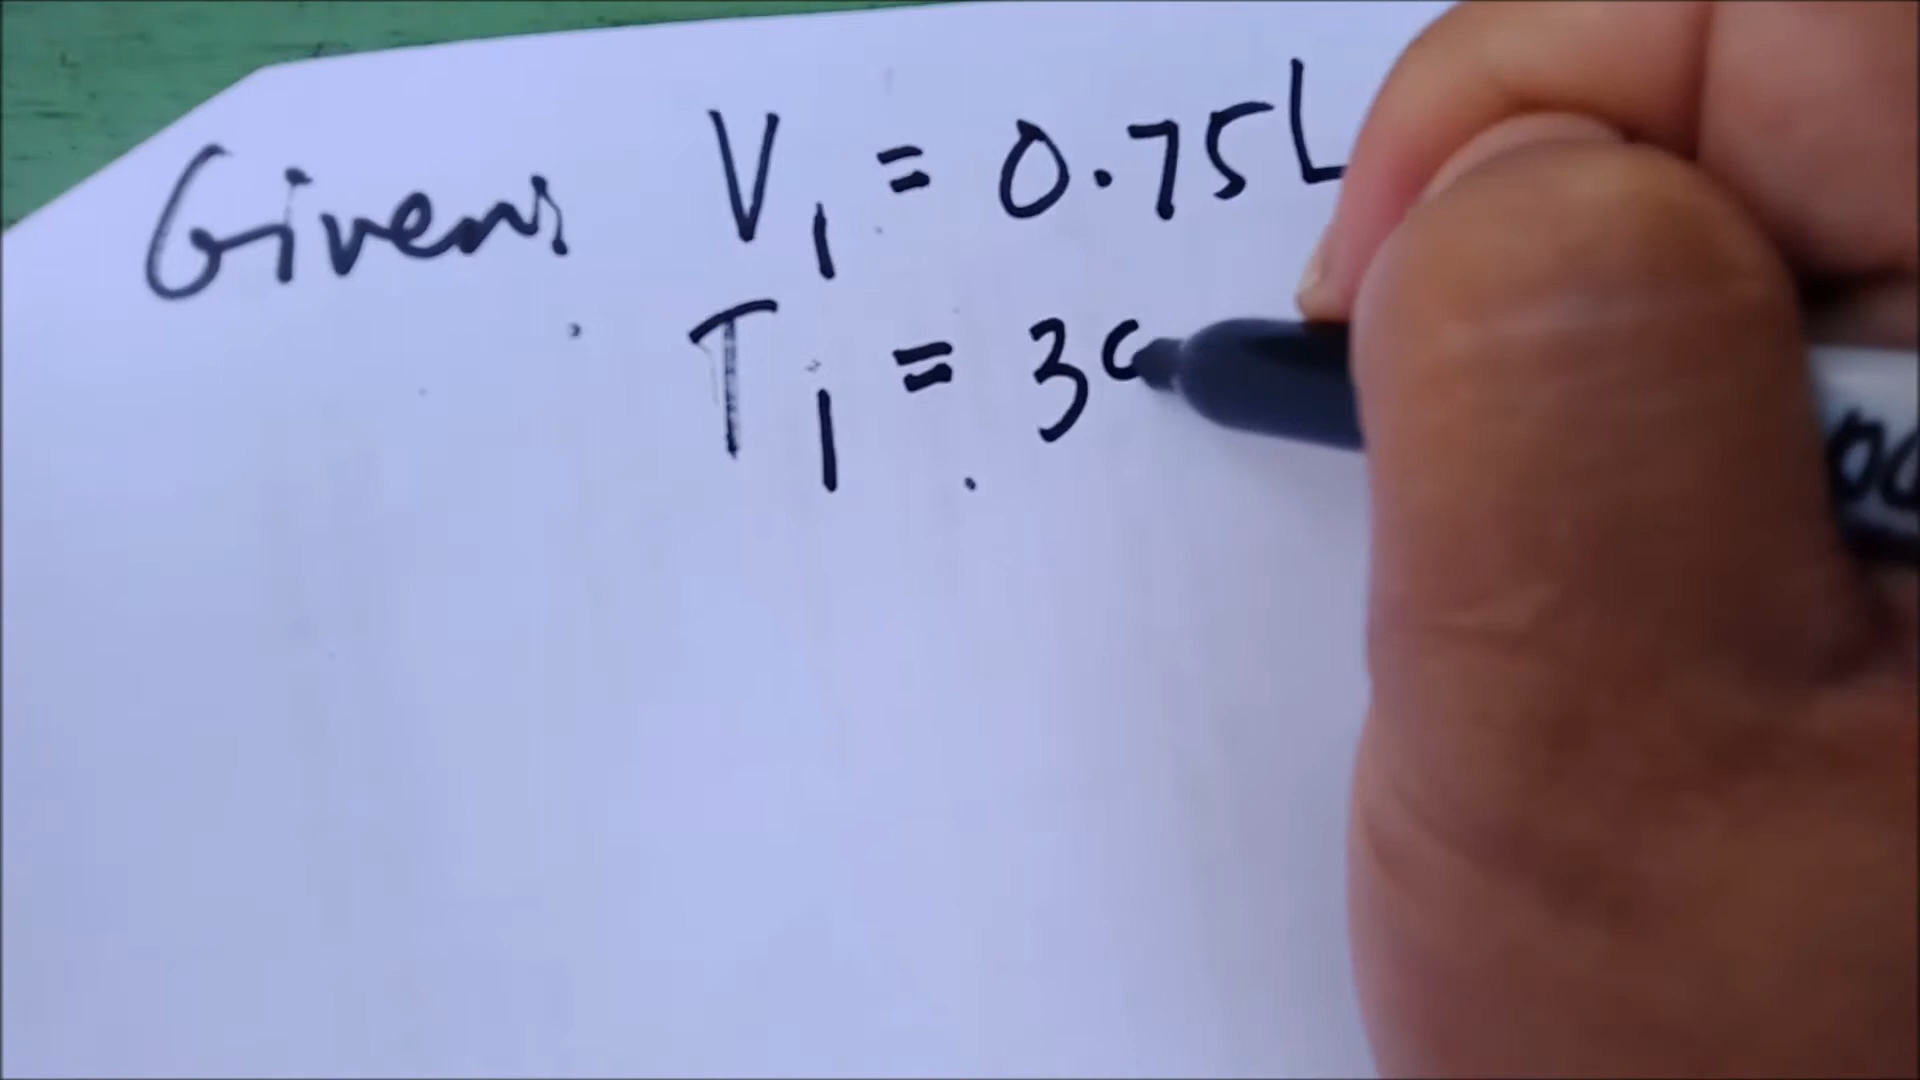 Given: V₁ = 0.75L
T₁ = 3